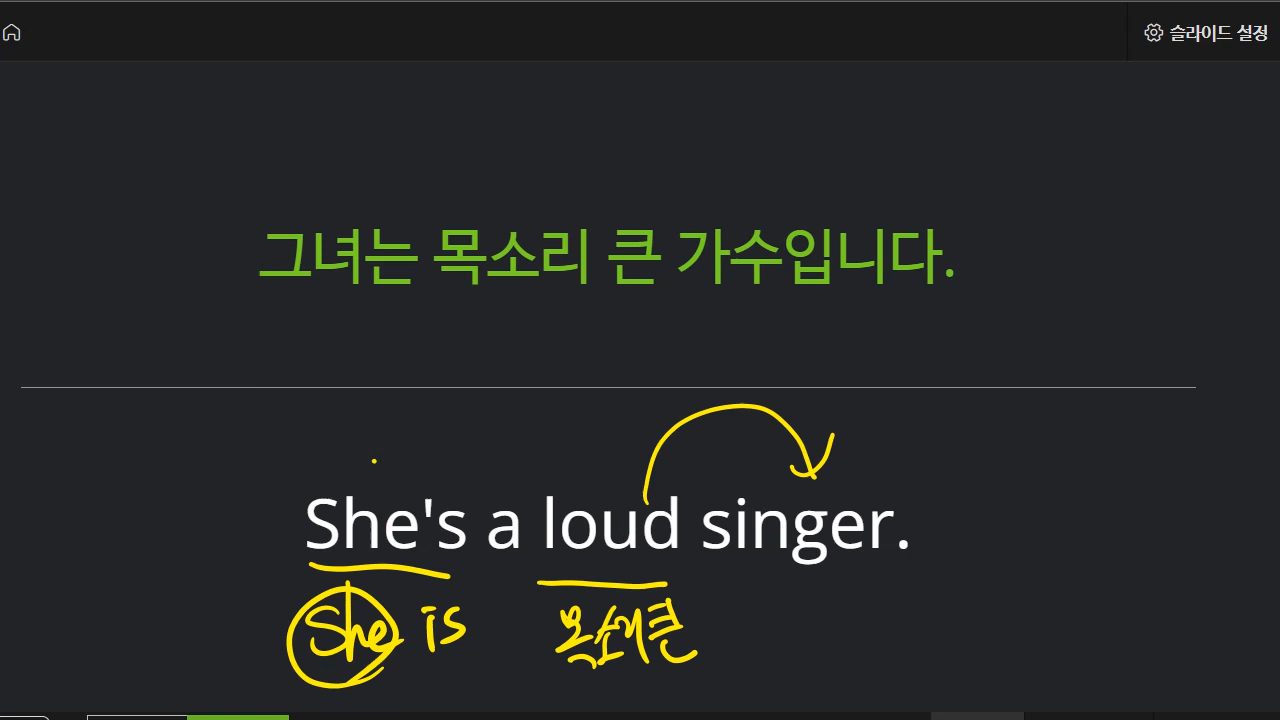 슬라이드 설정
그녀는 목소리 큰 가수입니다.
She's a loud singer.
She is 목소리 큰